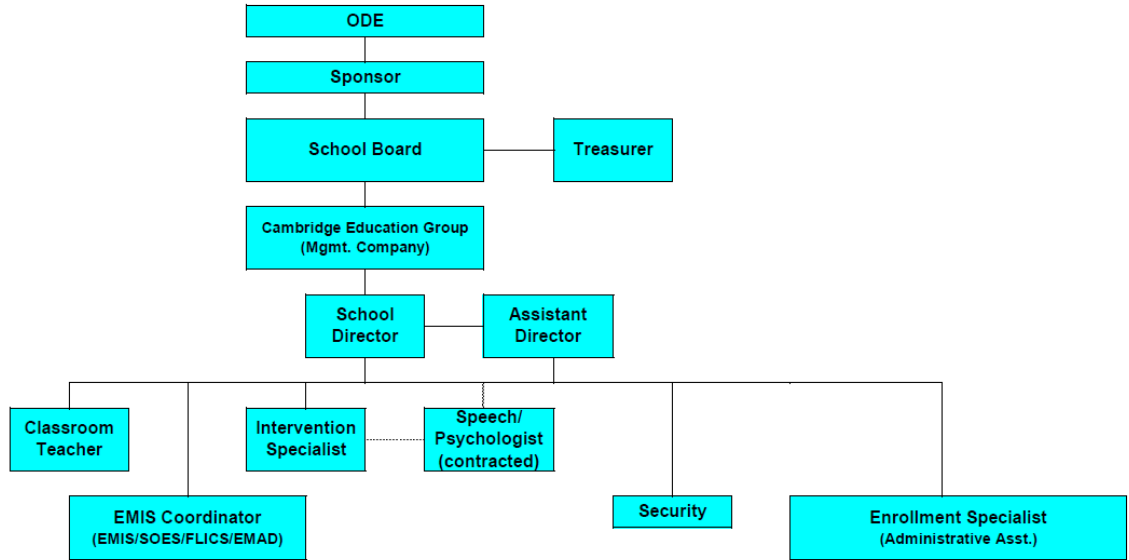 ODE
Sponsor
School Board
Treasurer
Cambridge Education Group
(Mgmt. Company)
School
Director
Assistant
Director
Classroom
Teacher
Intervention
Specialist
Speech/
Psychologist
(contracted)
EMIS Coordinator
(EMIS/SOES/FLICS/EMAD)
Security
Enrollment Specialist
(Administrative Asst.)